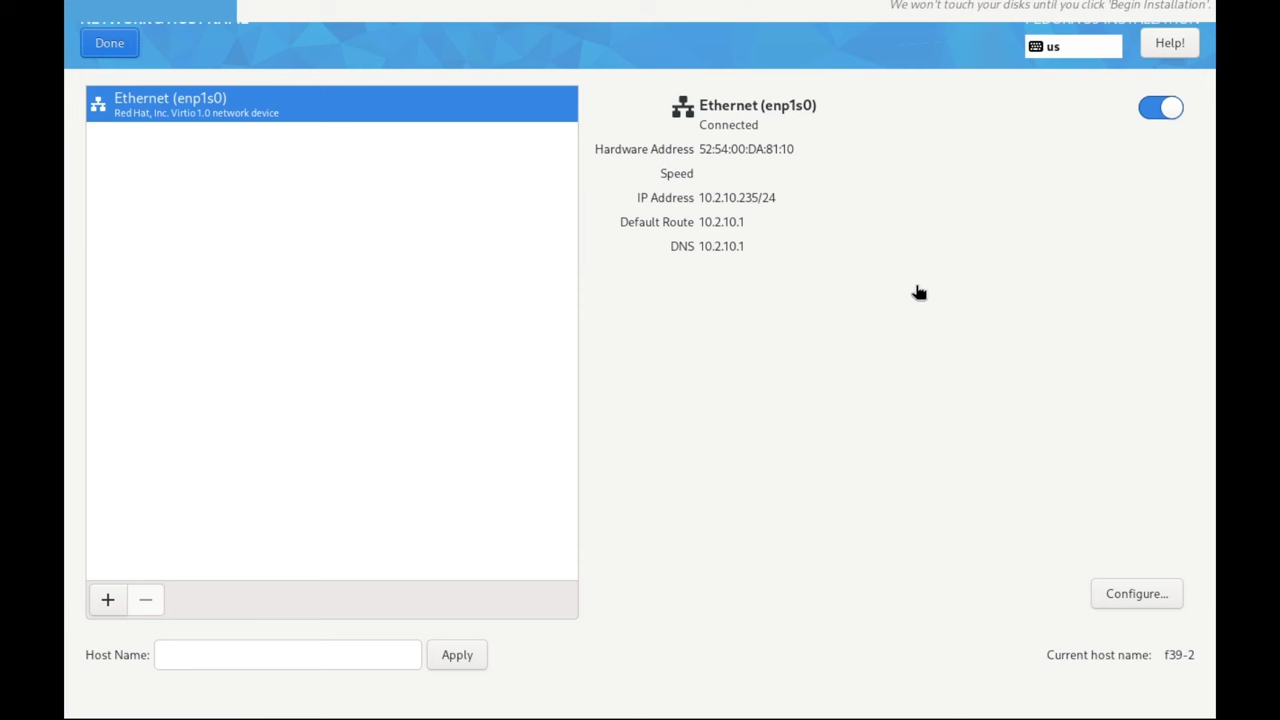 We won't touch your disks until you click 'Begin Installation'.
Done
us
Help!
Ethernet (enp1s0)
Red Hat, Inc. Virtio 1.0 network device
Ethernet (enp1s0)
Connected
Hardware Address 52:54:00:DA:81:10
Speed
IP Address 10.2.10.235/24
Default Route 10.2.10.1
DNS 10.2.10.1
+ −
Configure...
Host Name:
Apply
Current host name: f39-2